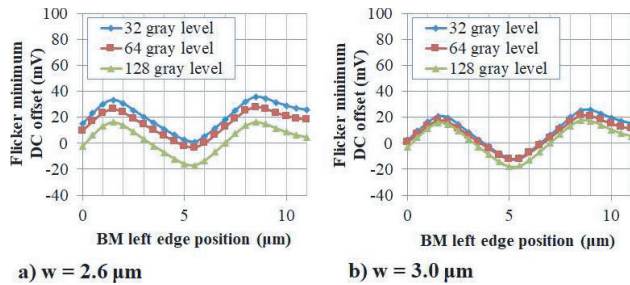 100
80
60
40
20
0
-20
-40
Flicker minimum
DC offset (mV)
32 gray level
64 gray level
128 gray level
0 5 10
BM left edge position (μm)
a) w = 2.6 μm
100
80
60
40
20
0
-20
-40
Flicker minimum
DC offset (mV)
32 gray level
64 gray level
128 gray level
0 5 10
BM left edge position (μm)
b) w = 3.0 μm